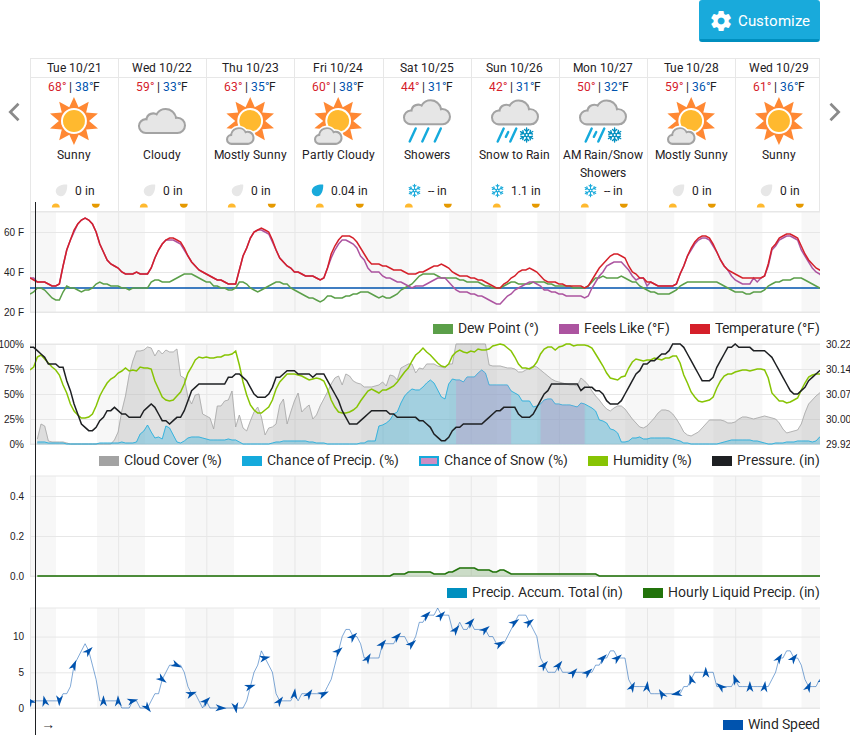 Customize
Tue 10/21 Wed 10/22 Thu 10/23 Fri 10/24 Sat 10/25 Sun 10/26 Mon 10/27 Tue 10/28 Wed 10/29
68° | 38°F 59° | 33°F 63° | 35°F 60° | 38°F 44° | 31°F 42° | 31°F 50° | 32°F 59° | 36°F 61° | 36°F
Sunny Cloudy Mostly Sunny Partly Cloudy Showers Snow to Rain AM Rain/Snow Mostly Sunny Sunny
Showers
0 in 0 in 0 in 0.04 in -- in 1.1 in -- in 0 in 0 in
60 F
40 F
20 F
Dew Point (°) Feels Like (°F) Temperature (°F)
100% 30.22
75% 30.14
50% 30.07
25% 30.00
0% 29.92
Cloud Cover (%) Chance of Precip. (%) Chance of Snow (%) Humidity (%) Pressure. (in)
0.4
0.2
0.0
Precip. Accum. Total (in) Hourly Liquid Precip. (in)
10
5
0
→
Wind Speed